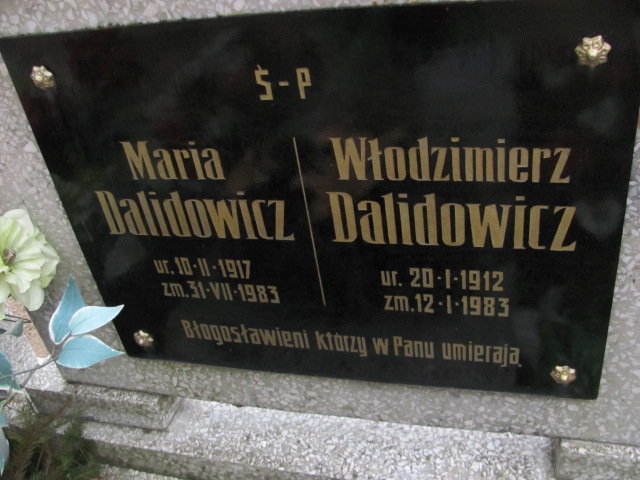 Ś-P
Maria
Dalidowicz
ur. 10·II·1917
zm. 31·VII·1983
Włodzimierz
Dalidowicz
ur. 20·I·1912
zm. 12·I·1983
Błogosławieni którzy w Panu umierają